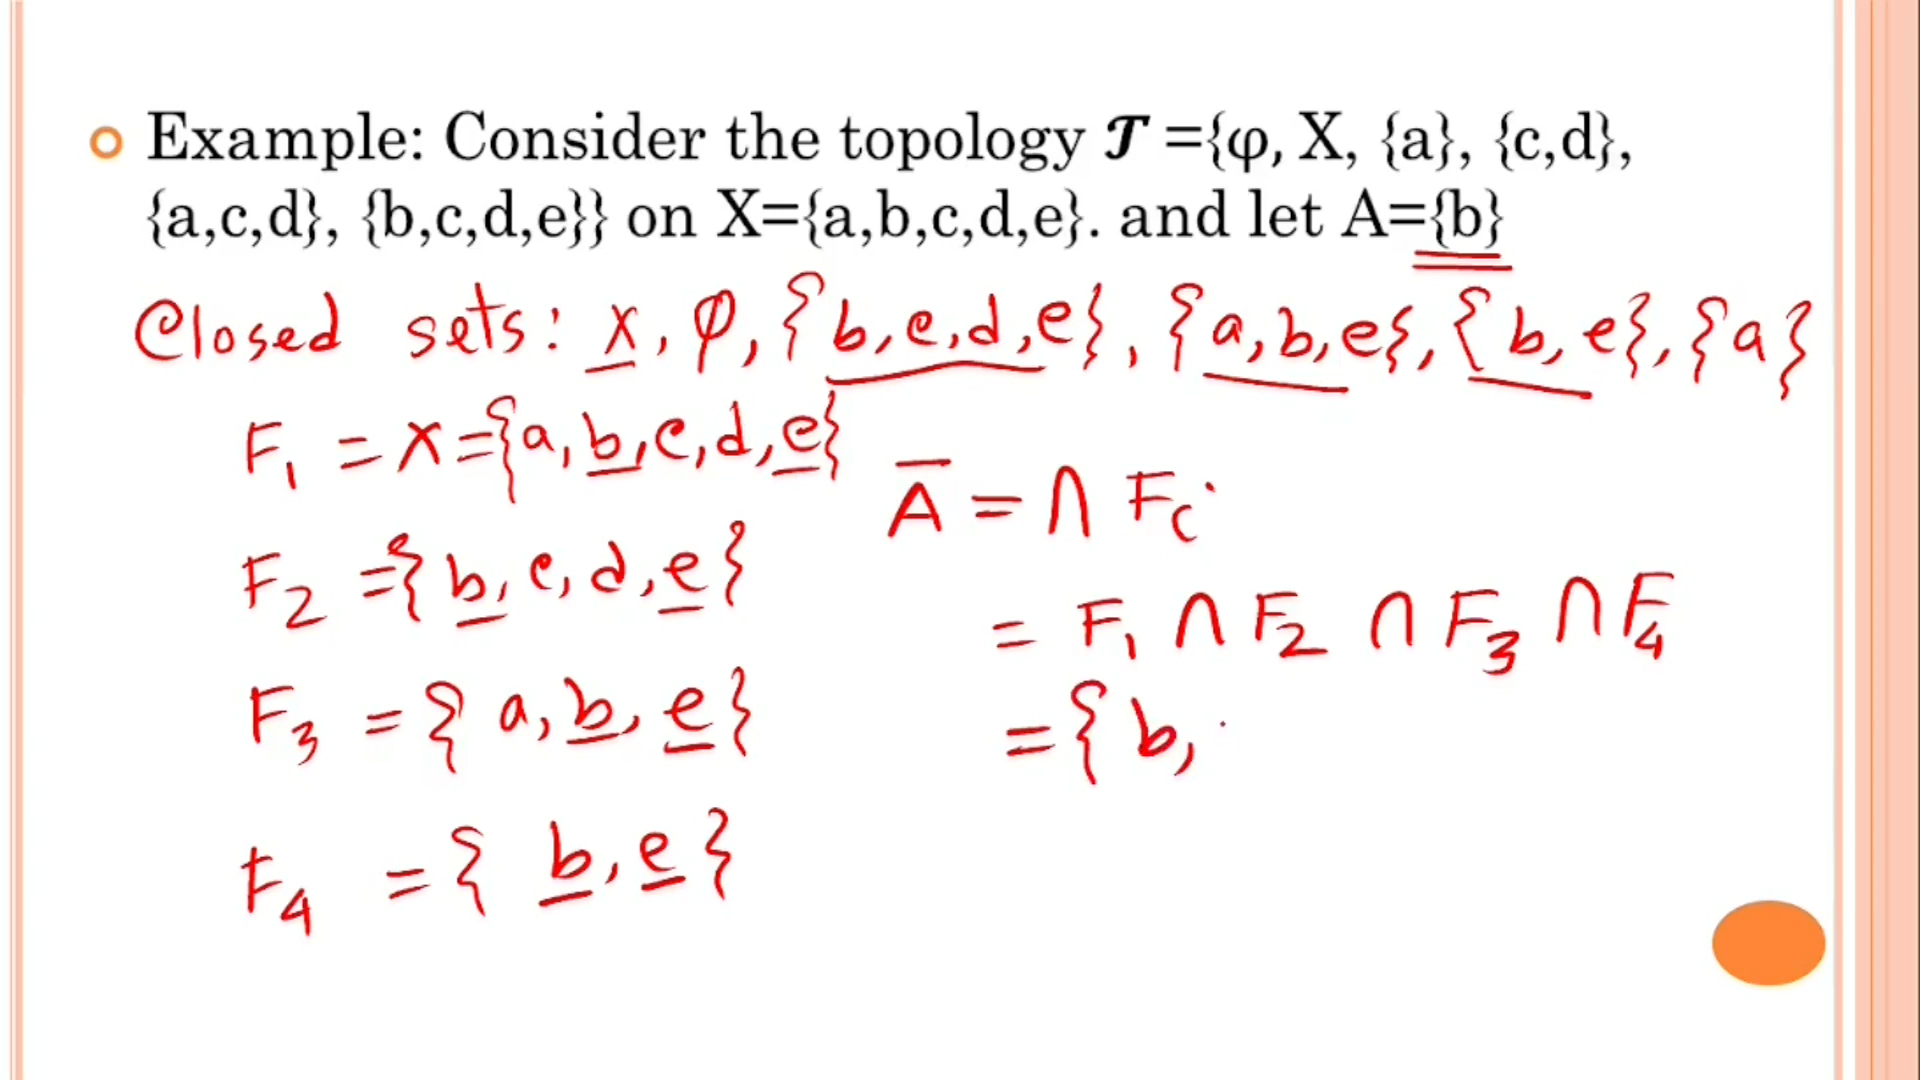 Example: Consider the topology 𝓣 ={φ, X, {a}, {c,d},
{a,c,d}, {b,c,d,e}} on X={a,b,c,d,e}. and let A={b}
Closed sets: X, φ, {b,c,d,e}, {a,b,e}, {b,e}, {a}
F₁ = X = {a,b,c,d,e}
F₂ = {b,c,d,e}
F₃ = {a,b,e}
F₄ = {b,e}
A̅ = ∩ Fᵢ
= F₁ ∩ F₂ ∩ F₃ ∩ F₄
= {b,